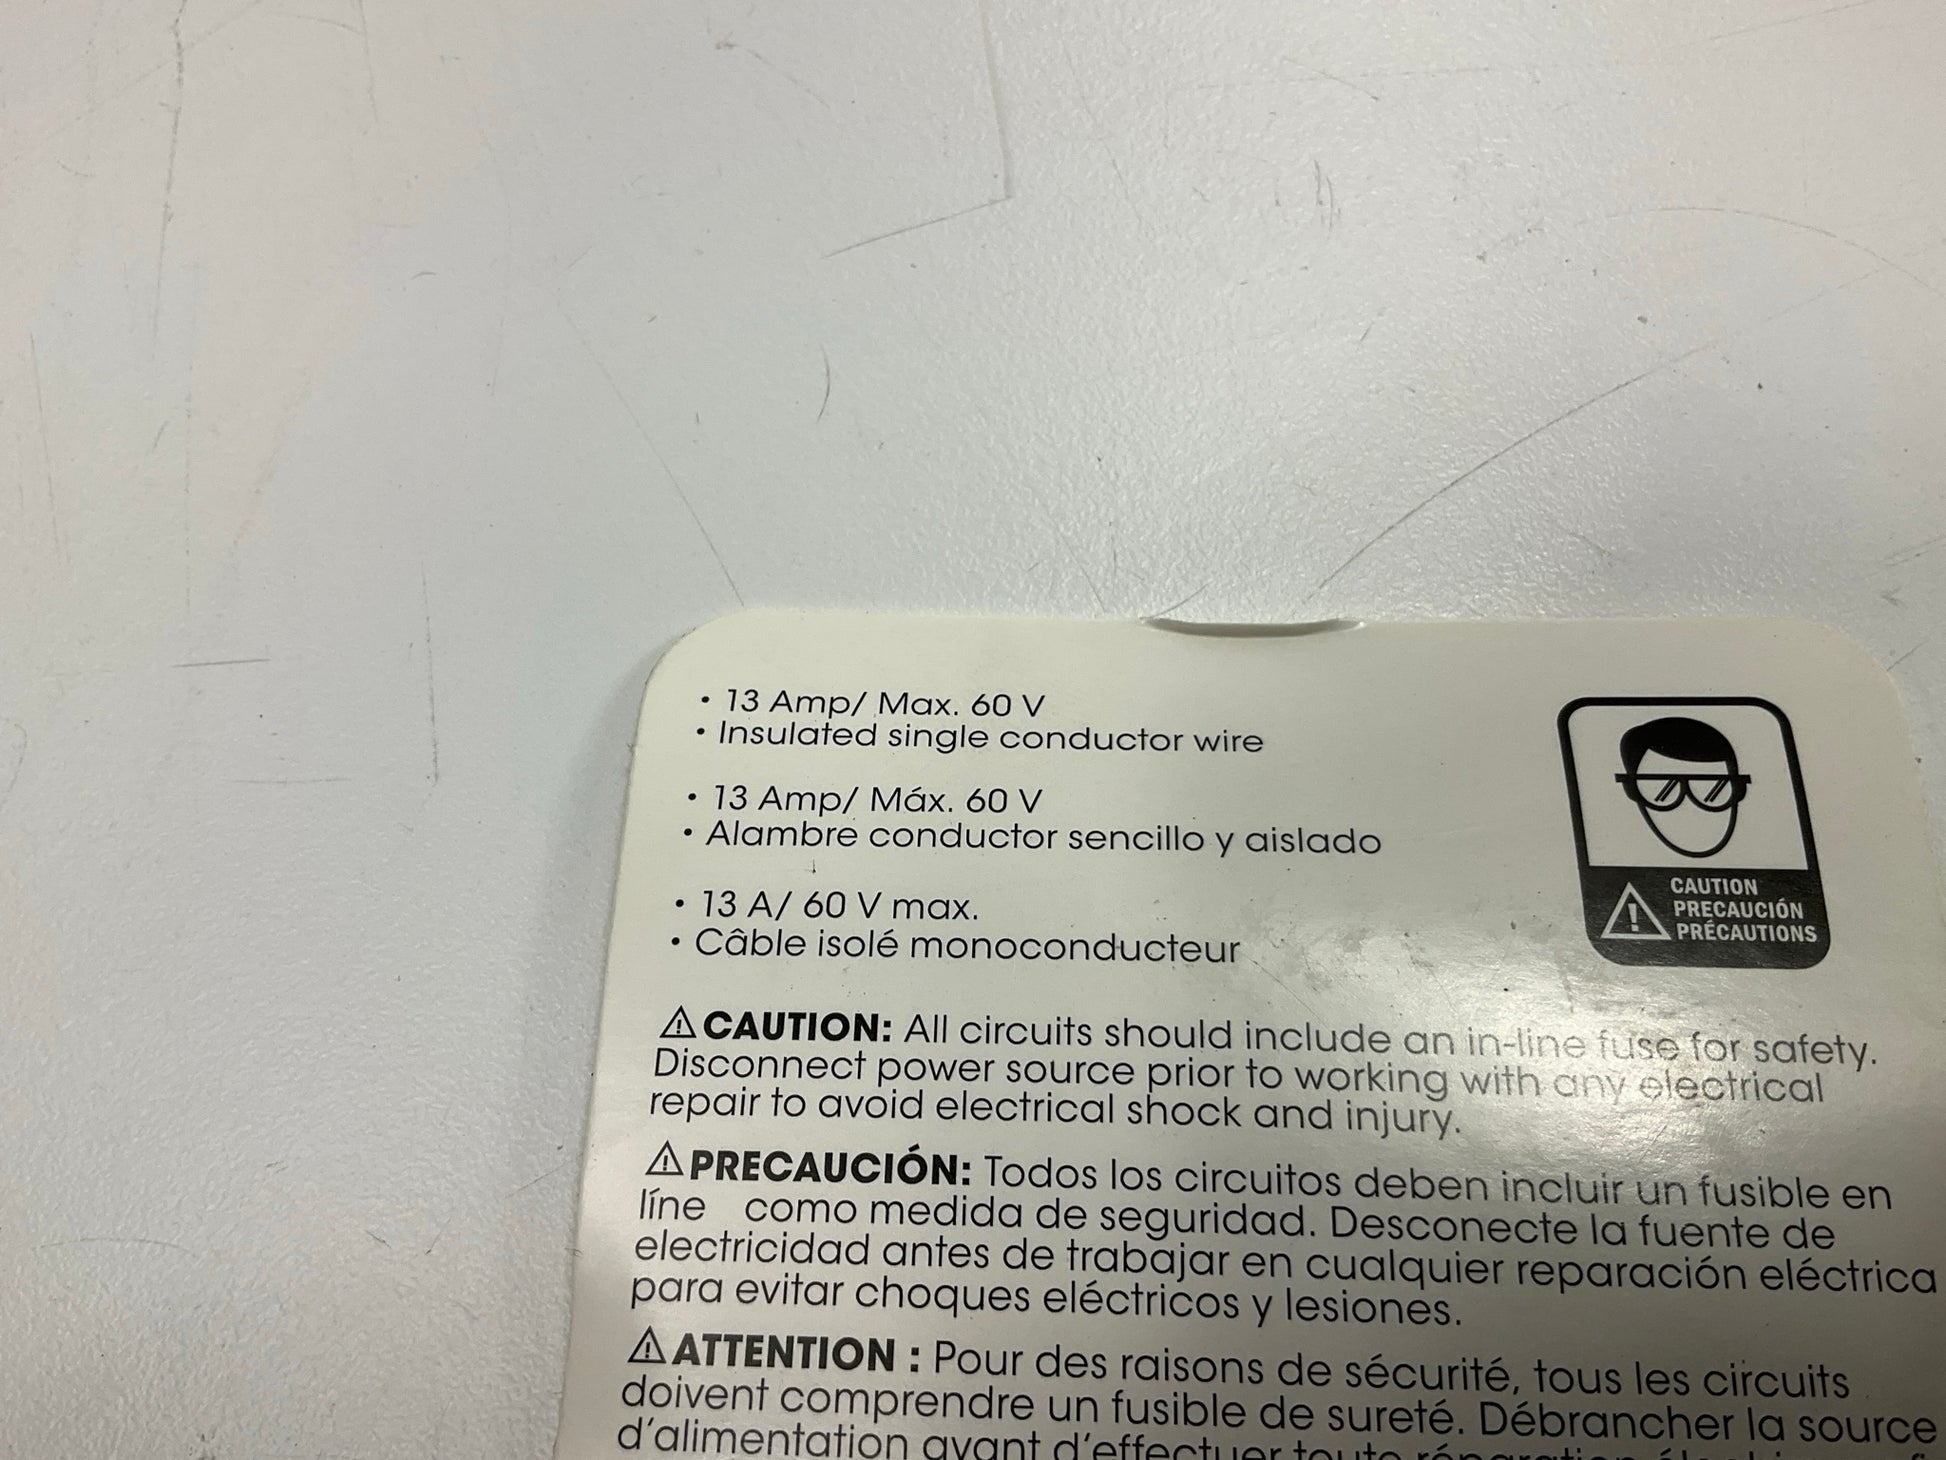 • 13 Amp/ Max. 60 V
• Insulated single conductor wire
• 13 Amp/ Máx. 60 V
• Alambre conductor sencillo y aislado
• 13 A/ 60 V max.
• Câble isolé monoconducteur
CAUTION
PRECAUCIÓN
PRÉCAUTIONS
⚠CAUTION: All circuits should include an in-line fuse for safety.
Disconnect power source prior to working with any electrical
repair to avoid electrical shock and injury.
⚠PRECAUCIÓN: Todos los circuitos deben incluir un fusible en
líne como medida de seguridad. Desconecte la fuente de
electricidad antes de trabajar en cualquier reparación eléctrica
para evitar choques eléctricos y lesiones.
⚠ATTENTION : Pour des raisons de sécurité, tous les circuits
doivent comprendre un fusible de sureté. Débrancher la source
d'alimentation avant d'effectuer toute réparation